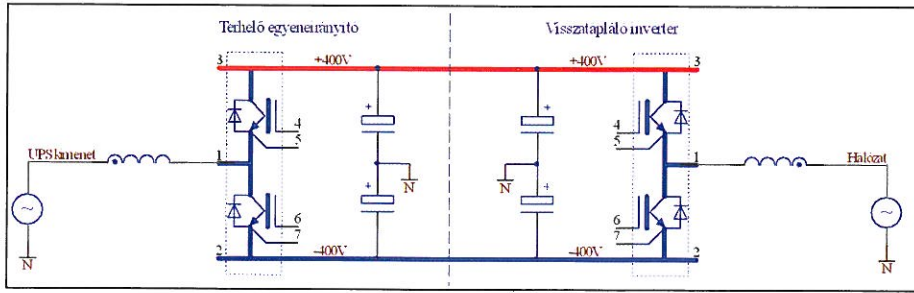 Terhelő egyenirányító
Visszatápláló inverter
3
+400V
+400V
3
4
5
4
5
UPS kimenet
1
N
N
1
Hálózat
6
7
6
7
N
2
-400V
-400V
2
N